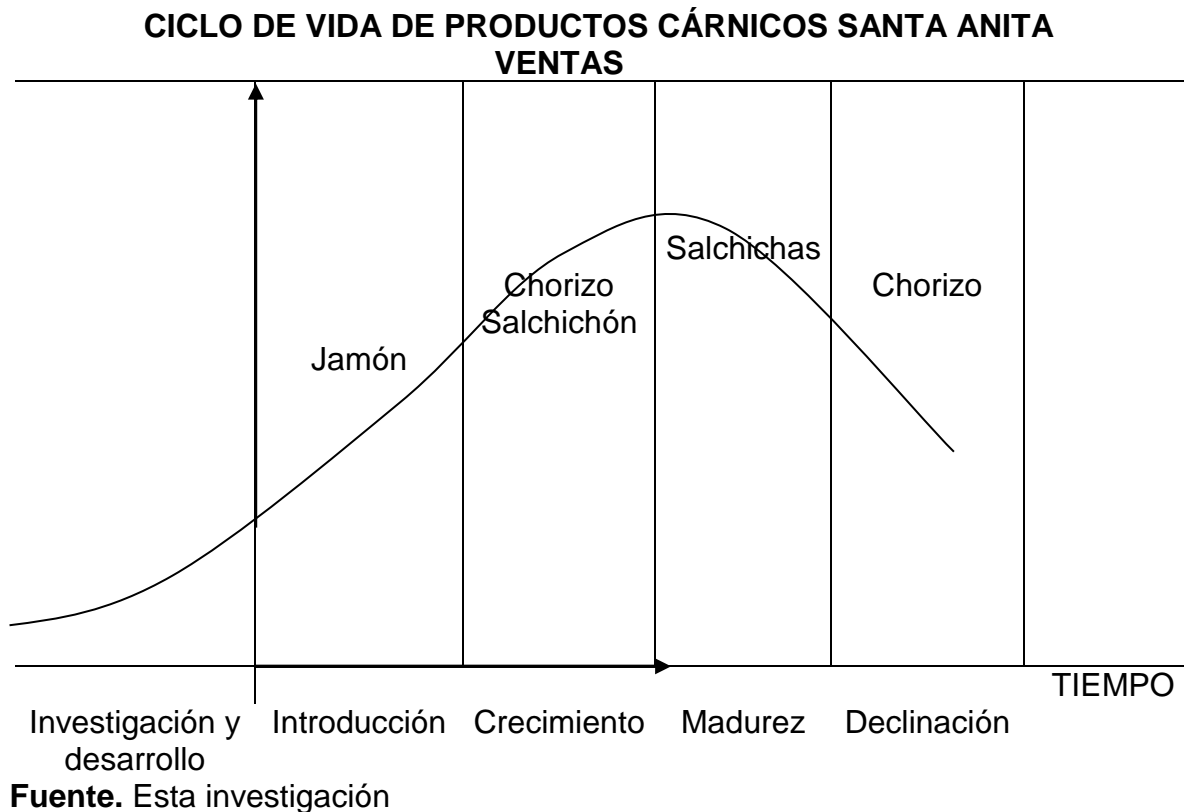 CICLO DE VIDA DE PRODUCTOS CÁRNICOS SANTA ANITA
VENTAS
Salchichas
Chorizo
Chorizo
Salchichón
Jamón
TIEMPO
Investigación y
desarrollo
Introducción
Crecimiento
Madurez
Declinación
Fuente. Esta investigación